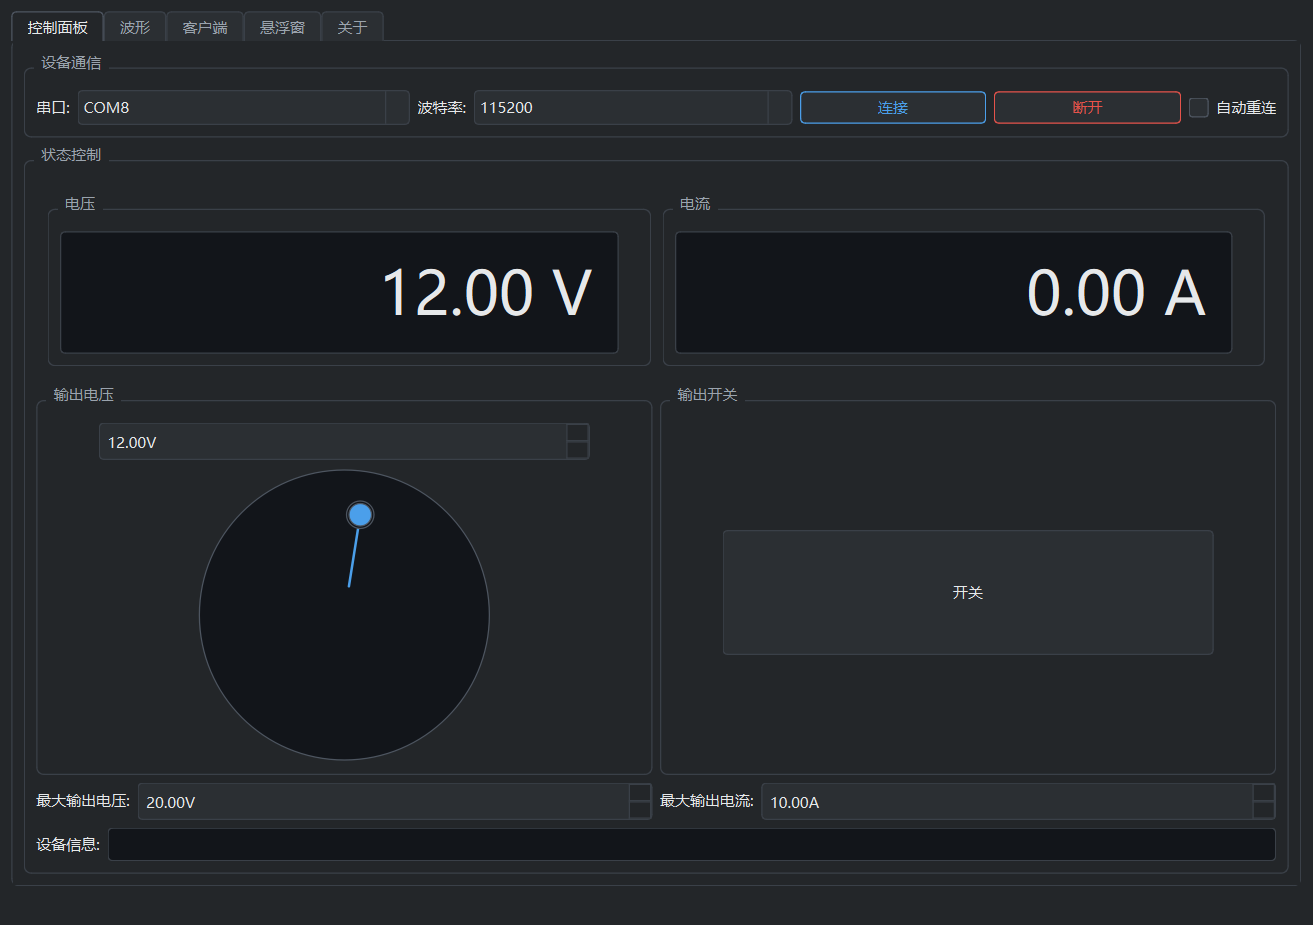 控制面板 波形 客户端 悬浮窗 关于
设备通信
串口: COM8 波特率: 115200 连接 断开 自动重连
状态控制
电压 电流
12.00 V 0.00 A
输出电压 输出开关
12.00V
开关
最大输出电压: 20.00V 最大输出电流: 10.00A
设备信息: